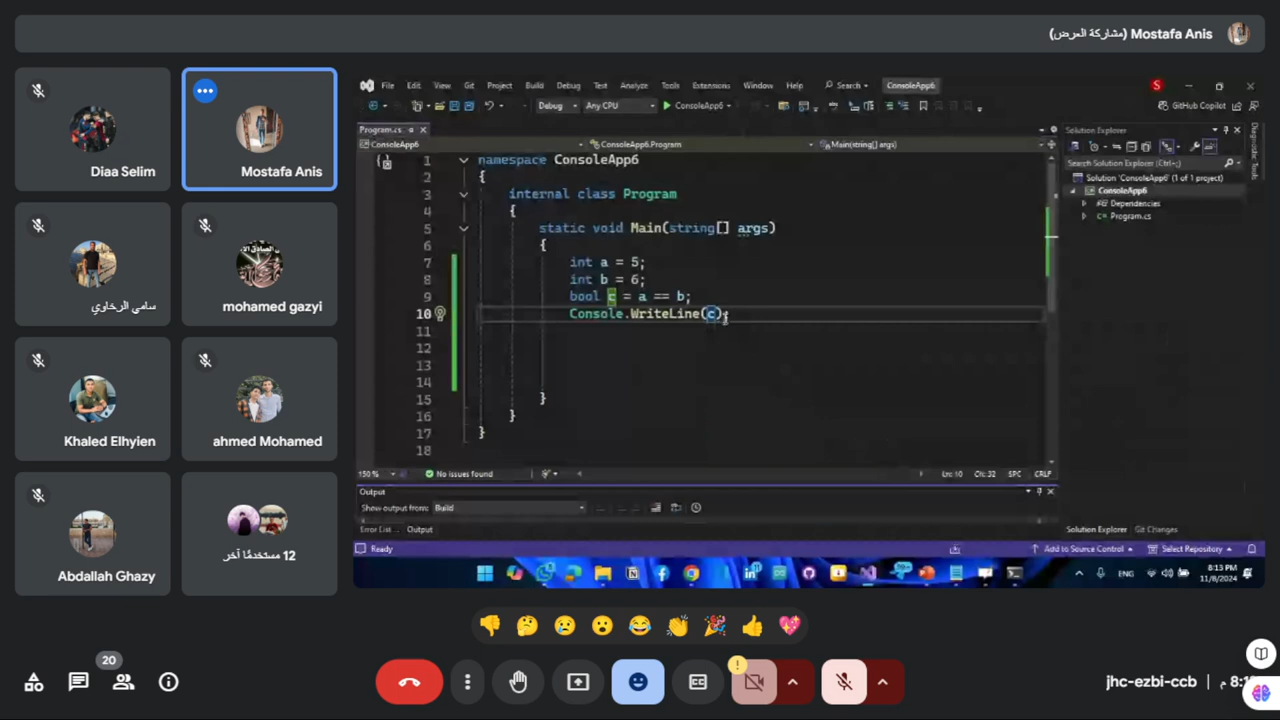 Mostafa Anis (مشاركة العرض)
Diaa Selim
Mostafa Anis
سامي الرخاوي
mohamed gazyi
Khaled Elhyien
ahmed Mohamed
Abdallah Ghazy
12 مستخدمًا آخر
File Edit View Git Project Build Debug Test Analyze Tools Extensions Window Help Search ConsoleApp6
Debug Any CPU ConsoleApp6 GitHub Copilot
Program.cs
ConsoleApp6 ConsoleApp6.Program Main(string[] args)
1 namespace ConsoleApp6
2 {
3 internal class Program
4 {
5 static void Main(string[] args)
6 {
7 int a = 5;
8 int b = 6;
9 bool c = a == b;
10 Console.WriteLine(c);
11
12
13
14
15 }
16 }
17 }
18
150 % No issues found Ln: 10 Ch: 32 SPC CRLF
Solution Explorer
Search Solution Explorer (Ctrl+;)
Solution 'ConsoleApp6' (1 of 1 project)
ConsoleApp6
Dependencies
Program.cs
Diagnostic Tools
Output
Show output from: Build
Error List ... Output
Solution Explorer Git Changes
Ready Add to Source Control Select Repository
ENG 8:13 PM
11/8/2024
20
jhc-ezbi-ccb